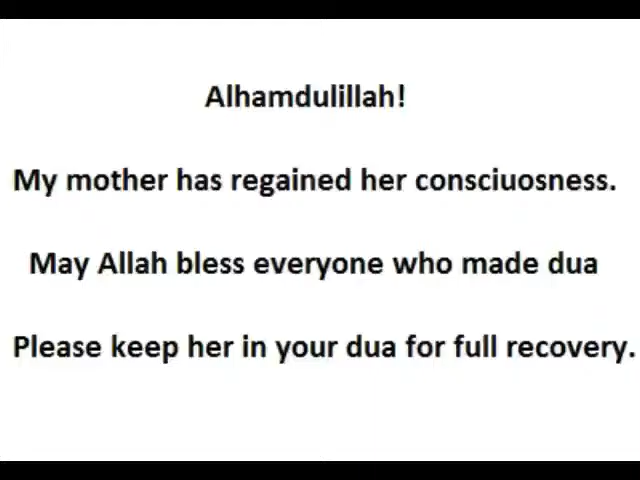 Alhamdulillah!
My mother has regained her consciuosness.
May Allah bless everyone who made dua
Please keep her in your dua for full recovery.